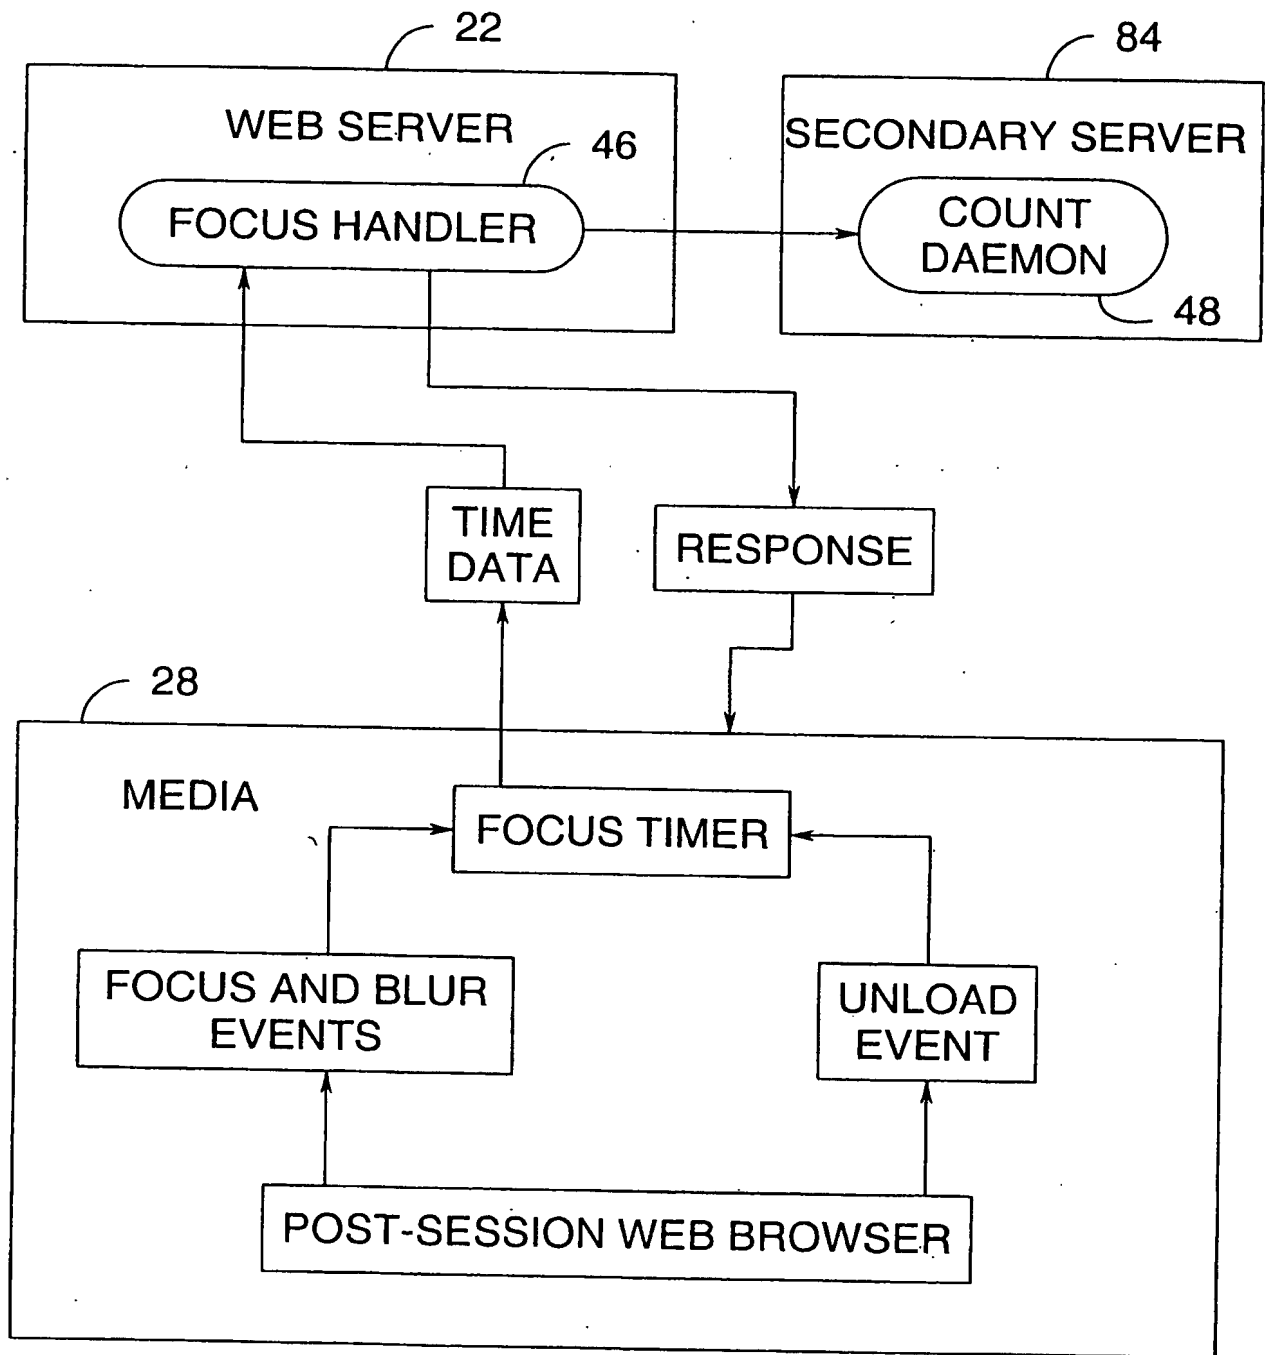 22
84
WEB SERVER
46
SECONDARY SERVER
FOCUS HANDLER
COUNT
DAEMON
48
TIME
DATA
RESPONSE
28
MEDIA
FOCUS TIMER
FOCUS AND BLUR
EVENTS
UNLOAD
EVENT
POST-SESSION WEB BROWSER